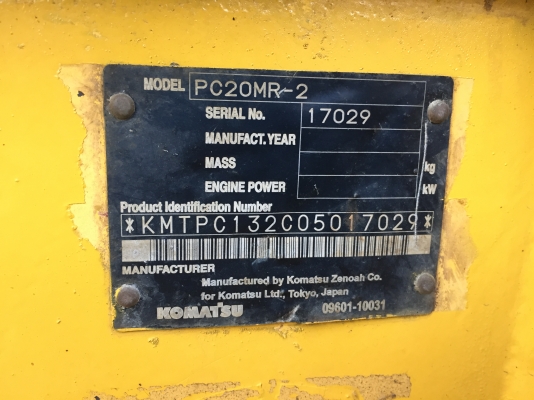 MODEL PC20MR-2
SERIAL No. 17029
MANUFACT. YEAR
MASS kg
ENGINE POWER kW
Product Identification Number
*KMTPC132C05017029*
MANUFACTURER
Manufactured by Komatsu Zenoah Co.
for Komatsu Ltd., Tokyo, Japan
KOMATSU 09601-10031